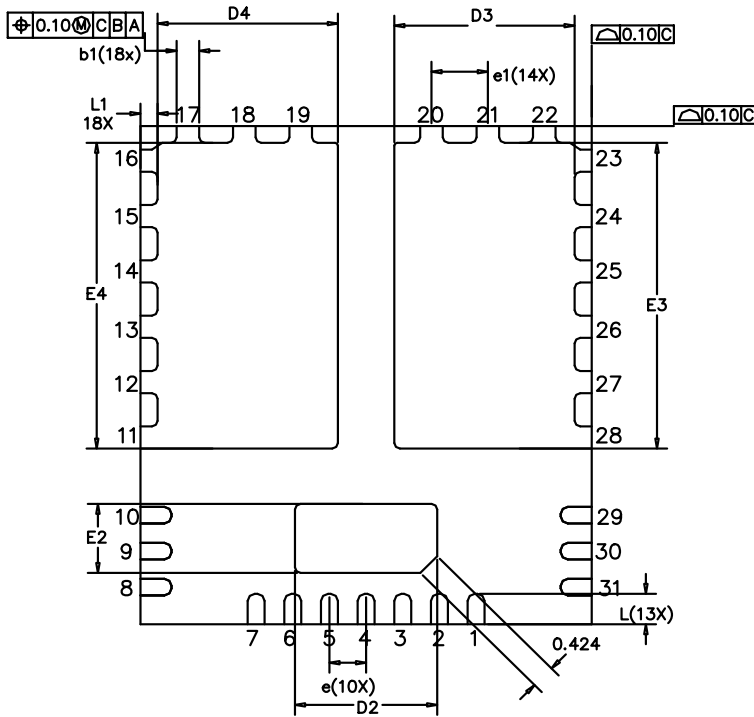 D4
D3
⌖ 0.10Ⓜ C B A
⌓ 0.10 C
b1(18x)
e1(14X)
L1
18X
17 18 19 20 21 22
⌓ 0.10 C
16 23
15 24
14 25
E4 E3
13 26
12 27
11 28
10 29
E2
9 30
8 31
L(13X)
7 6 5 4 3 2 1
0.424
e(10X)
D2